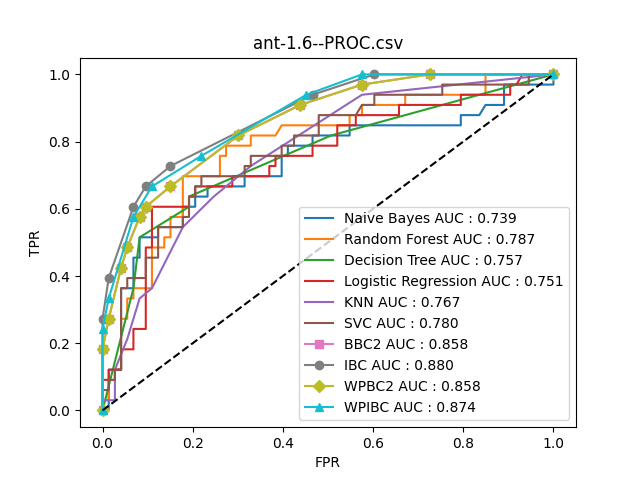 ant-1.6--PROC.csv
1.0
0.8
0.6
0.4
0.2
0.0
TPR
Naive Bayes AUC : 0.739
Random Forest AUC : 0.787
Decision Tree AUC : 0.757
Logistic Regression AUC : 0.751
KNN AUC : 0.767
SVC AUC : 0.780
BBC2 AUC : 0.858
IBC AUC : 0.880
WPBC2 AUC : 0.858
WPIBC AUC : 0.874
0.0 0.2 0.4 0.6 0.8 1.0
FPR